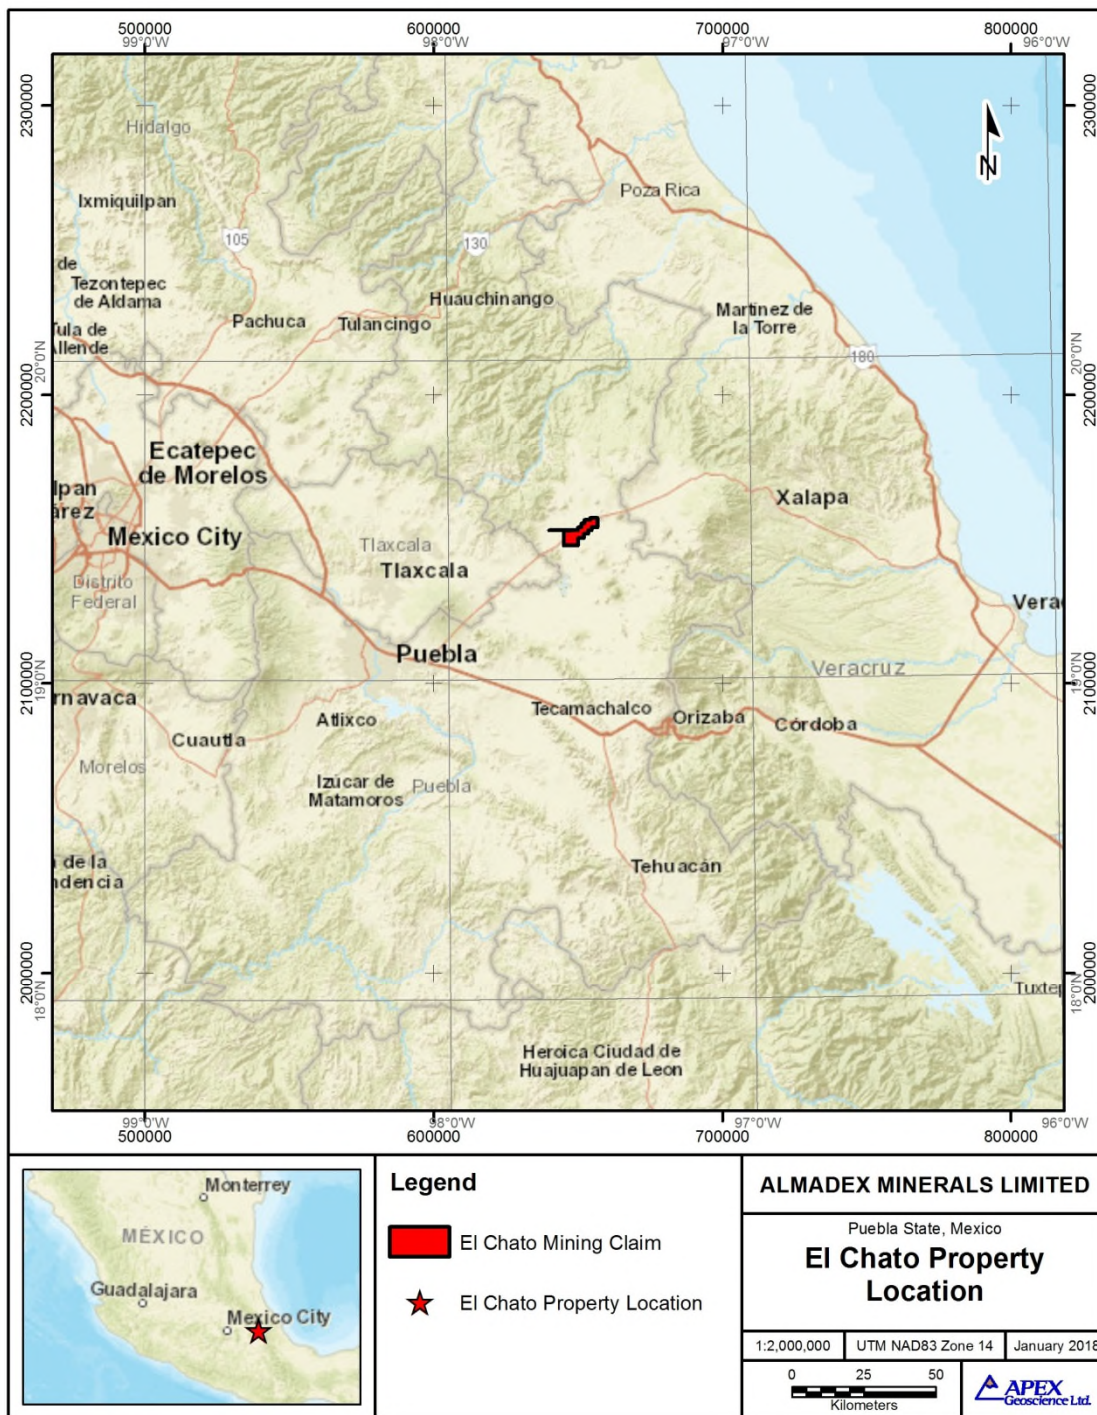 500000 600000 700000 800000
99°0'W 98°0'W 97°0'W 96°0'W
2300000
2300000
Hidalgo
N
Poza Rica
Ixmiquilpan
105
130
de
Tezontepec
de Aldama
Huauchinango
Martinez de
la Torre
Pachuca
Tulancingo
Tula de
Allende
180
20°0'N
20°0'N
2200000
2200000
Ecatepec
de Morelos
lpan
árez
Xalapa
Mexico City
Tlaxcala
Tlaxcala
Distrito
Federal
Vera
Puebla
Veracruz
19°0'N
19°0'N
2100000
2100000
rnavaca
Tecamachalco
Orizaba
Córdoba
Atlixco
Cuautla
Morelos
Izúcar de
Matamoros
Puebla
de la
ndencia
Tehuacán
2000000
2000000
18°0'N
18°0'N
Tuxtep
Heroica Ciudad de
Huajuapan de Leon
99°0'W 98°0'W 97°0'W 96°0'W
500000 600000 700000 800000
Monterrey
MÉXICO
Guadalajara
Mexico City
Legend
El Chato Mining Claim
El Chato Property Location
ALMADEX MINERALS LIMITED
Puebla State, Mexico
El Chato Property
Location
1:2,000,000 UTM NAD83 Zone 14 January 2018
0 25 50
Kilometers
APEX
Geoscience Ltd.